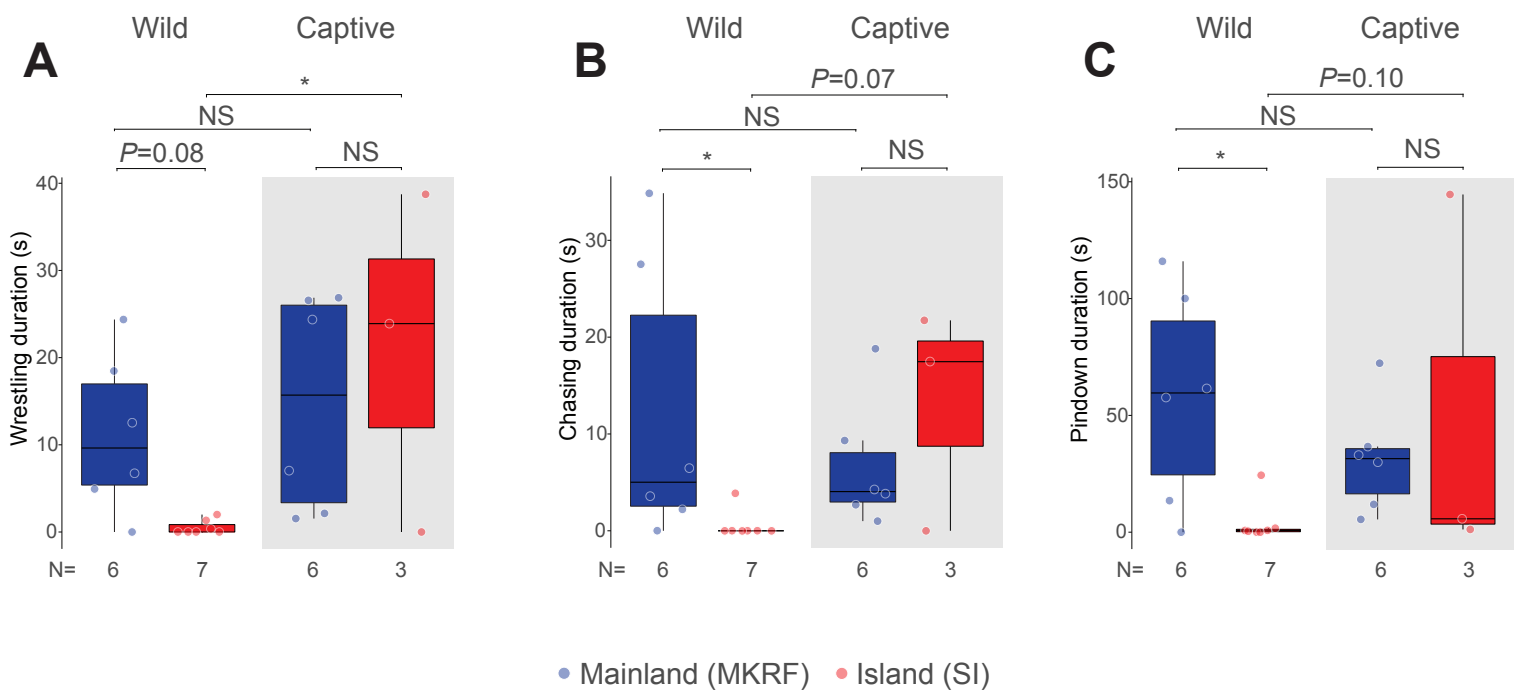 Wild Captive
A
*
NS
P=0.08
NS
Wrestling duration (s)
40
30
20
10
0
N= 6 7 6 3
Wild Captive
B
P=0.07
NS
*
NS
Chasing duration (s)
30
20
10
0
N= 6 7 6 3
Wild Captive
C
P=0.10
NS
*
NS
Pindown duration (s)
150
100
50
0
N= 6 7 6 3
Mainland (MKRF) Island (SI)